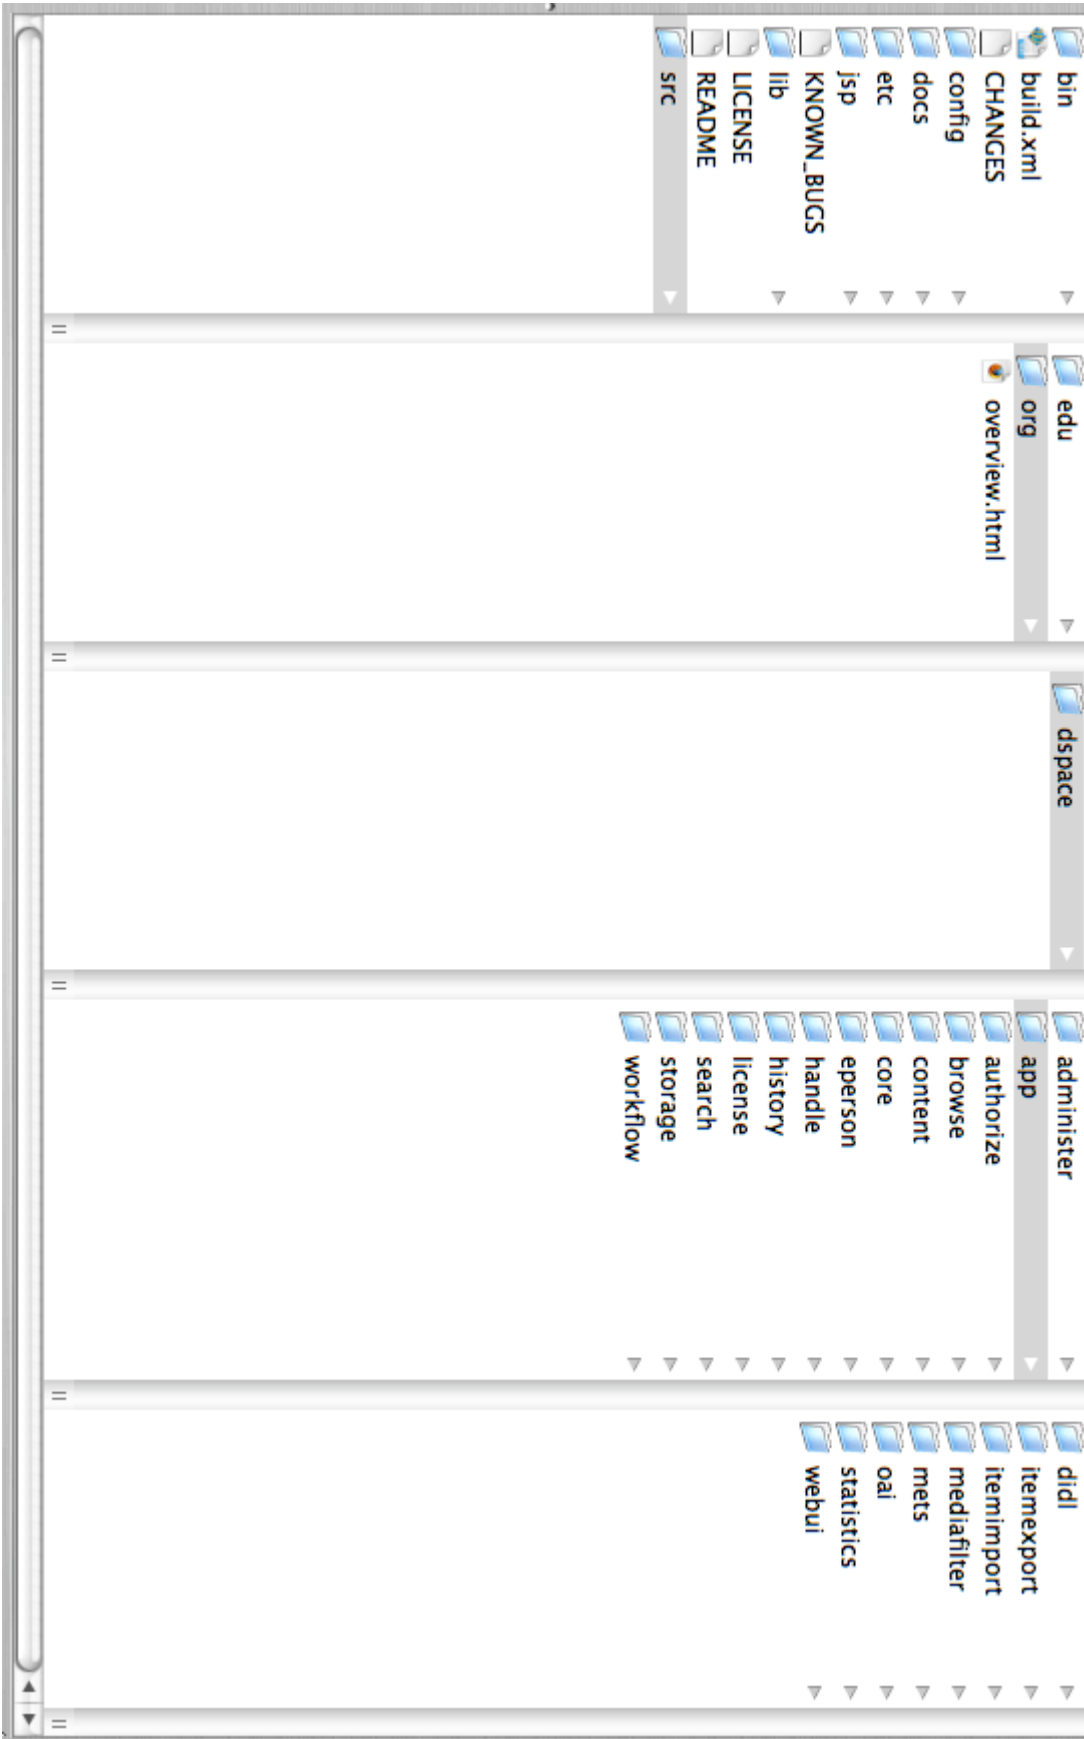 bin
build.xml
CHANGES
config
docs
etc
jsp
KNOWN_BUGS
lib
LICENSE
README
src
edu
org
overview.html
dspace
administer
app
authorize
browse
content
core
eperson
handle
history
license
search
storage
workflow
didl
itemexport
itemimport
mediafilter
mets
oai
statistics
webui